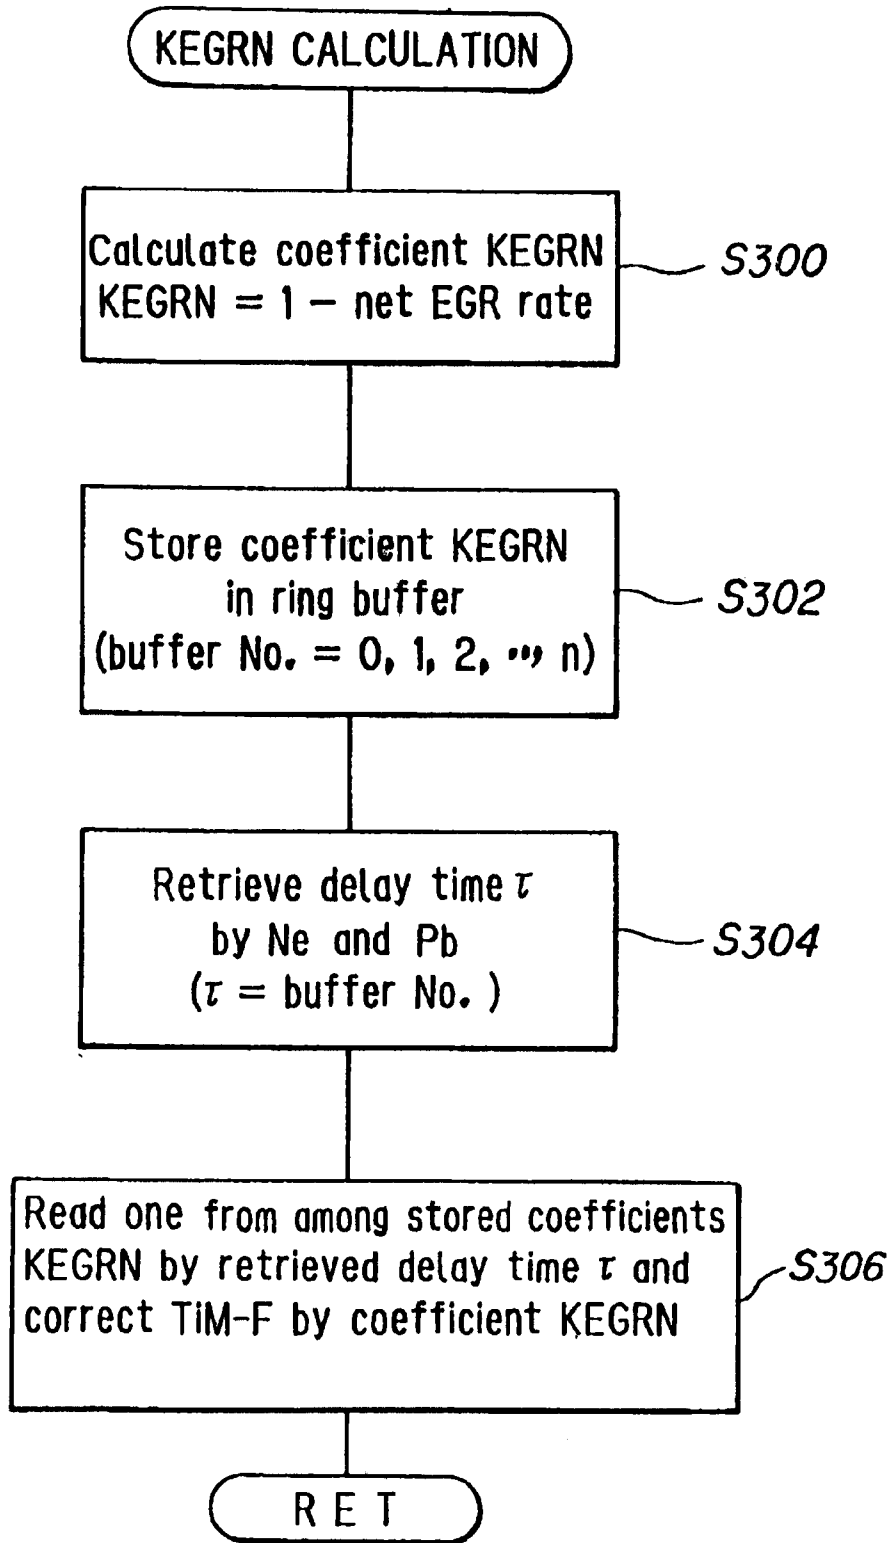 KEGRN CALCULATION
Calculate coefficient KEGRN
KEGRN = 1 – net EGR rate
S300
Store coefficient KEGRN
in ring buffer
(buffer No. = 0, 1, 2, ..., n)
S302
Retrieve delay time τ
by Ne and Pb
(τ = buffer No. )
S304
Read one from among stored coefficients
KEGRN by retrieved delay time τ and
correct TiM-F by coefficient KEGRN
S306
RET